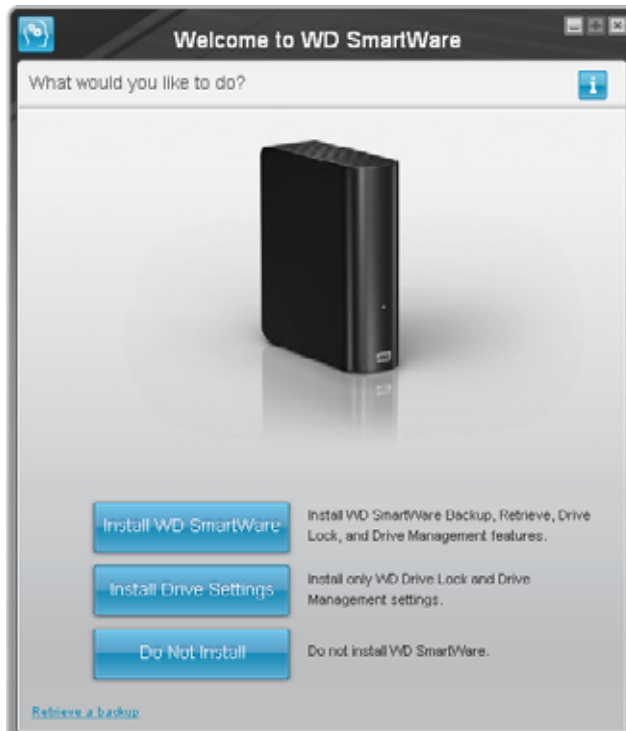 Welcome to WD SmartWare
What would you like to do?
i
Install WD SmartWare
Install WD SmartWare Backup, Retrieve, Drive
Lock, and Drive Management features.
Install Drive Settings
Install only WD Drive Lock and Drive
Management settings.
Do Not Install
Do not install WD SmartWare.
Retrieve a backup